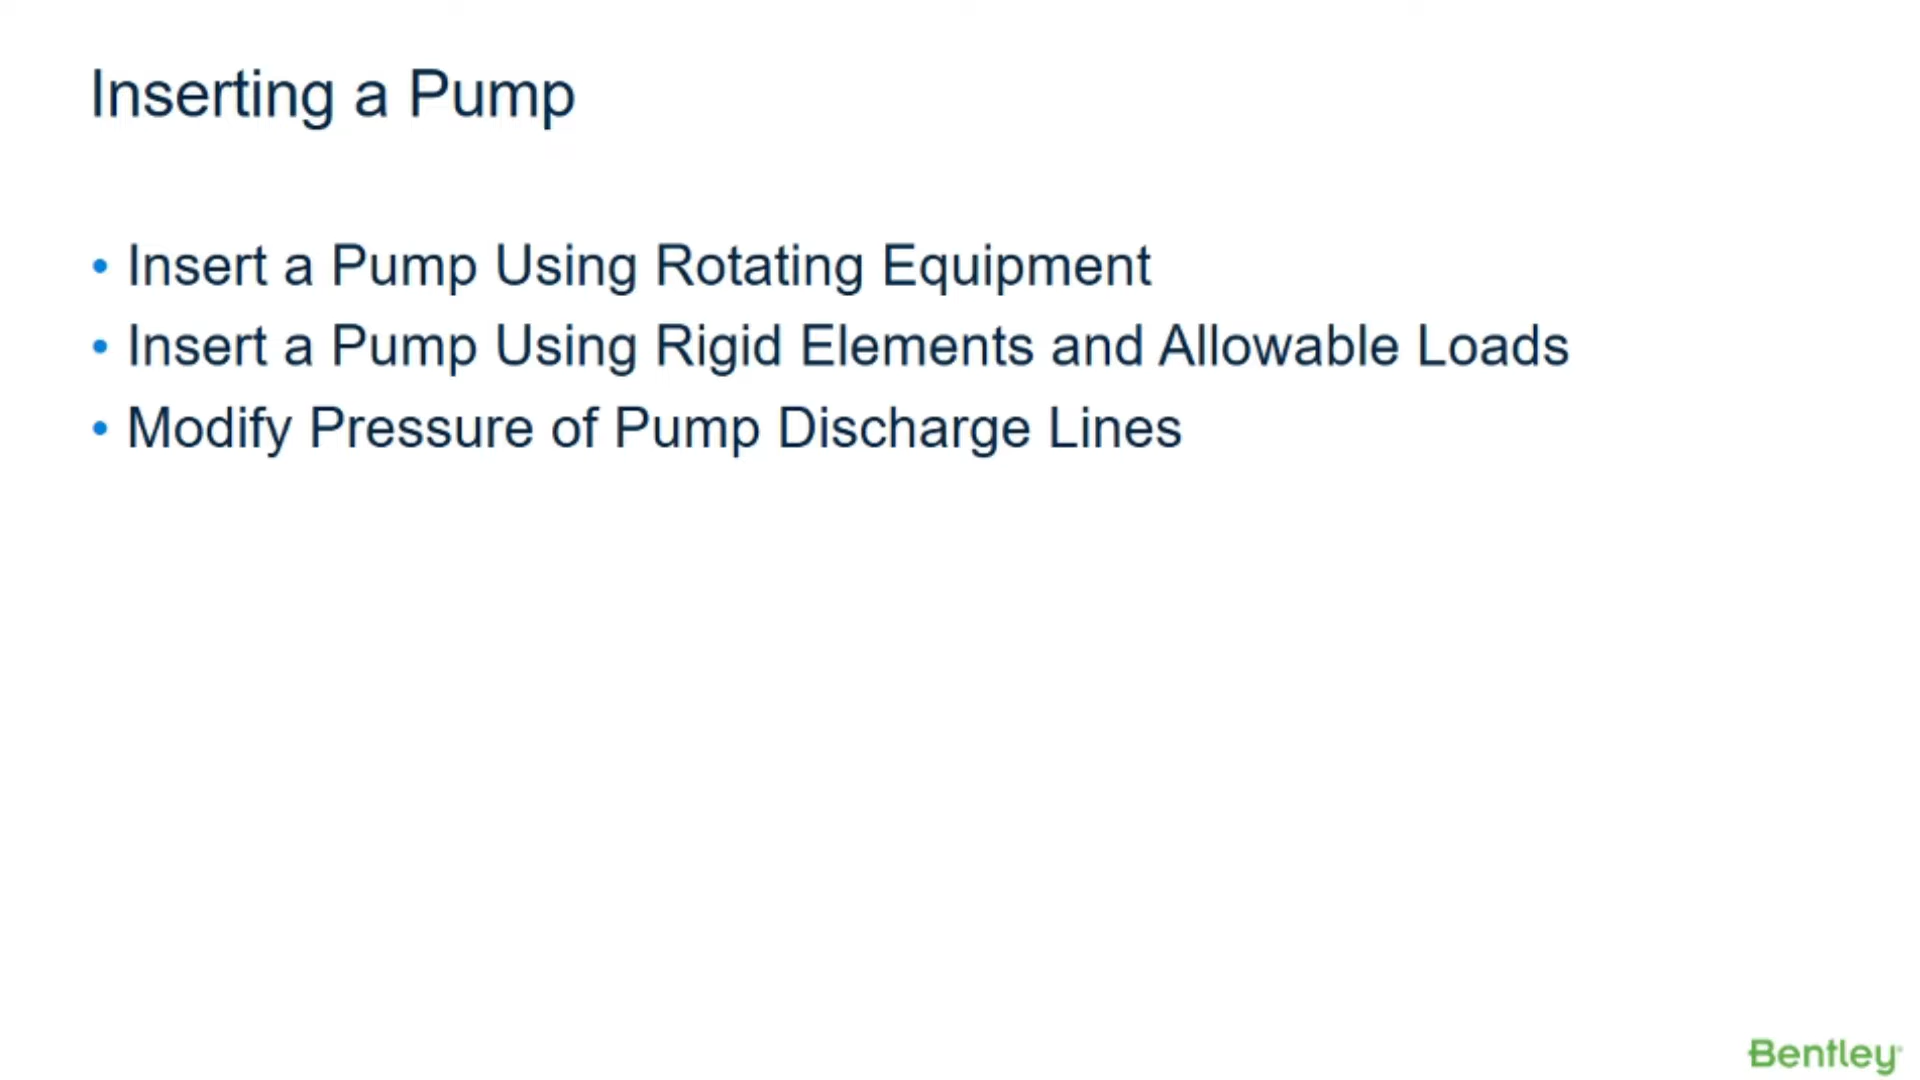 Inserting a Pump
• Insert a Pump Using Rotating Equipment
• Insert a Pump Using Rigid Elements and Allowable Loads
• Modify Pressure of Pump Discharge Lines
Bentley